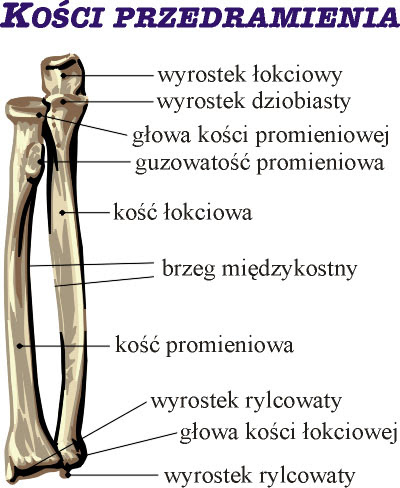 KOŚCI PRZEDRAMIENIA
wyrostek łokciowy
wyrostek dziobiasty
głowa kości promieniowej
guzowatość promieniowa
kość łokciowa
brzeg międzykostny
kość promieniowa
wyrostek rylcowaty
głowa kości łokciowej
wyrostek rylcowaty